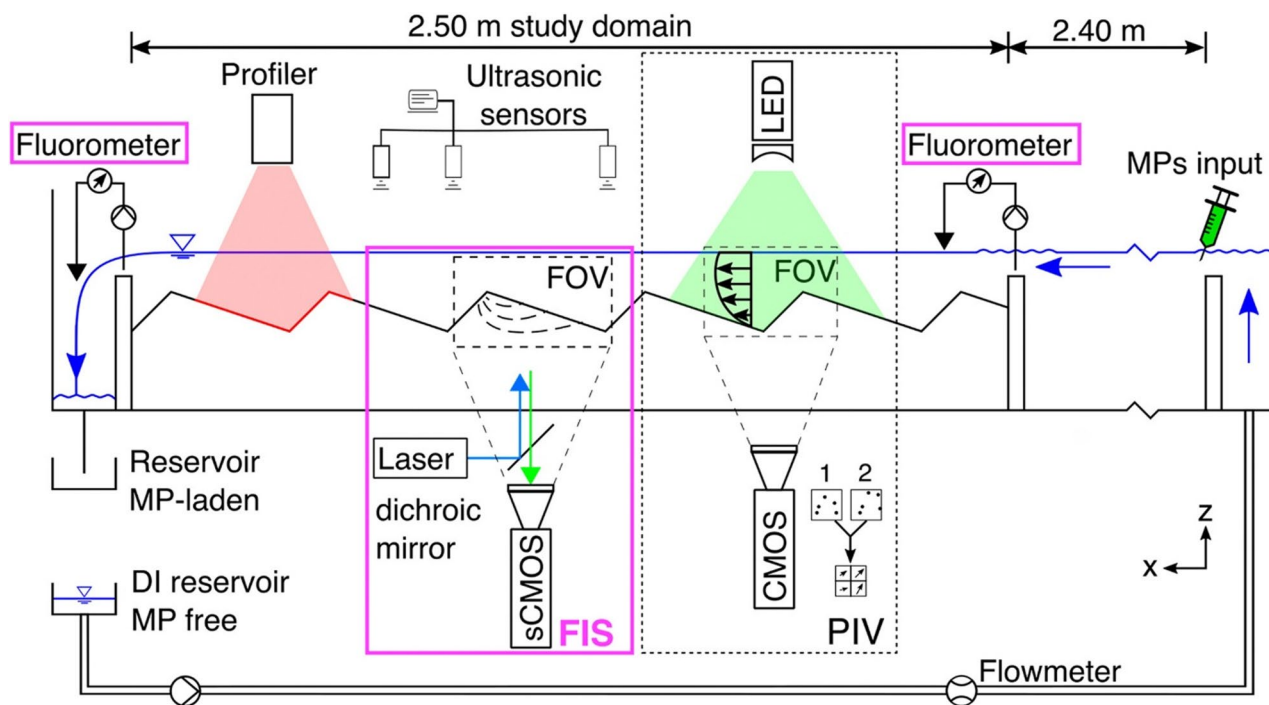 2.50 m study domain
2.40 m
Profiler
Ultrasonic
sensors
LED
Fluorometer
Fluorometer
MPs input
FOV
FOV
Laser
dichroic
mirror
sCMOS
FIS
CMOS
1 2
PIV
Reservoir
MP-laden
DI reservoir
MP free
z
x
Flowmeter